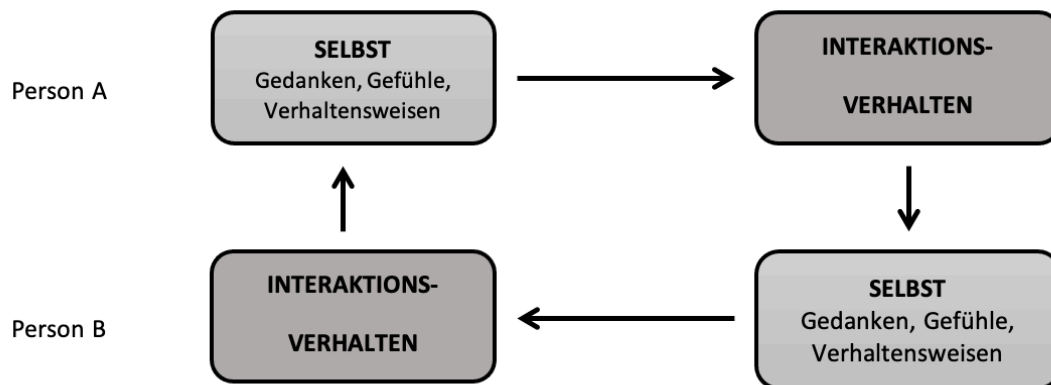 Person A
SELBST
Gedanken, Gefühle,
Verhaltensweisen
INTERAKTIONS-
VERHALTEN
Person B
INTERAKTIONS-
VERHALTEN
SELBST
Gedanken, Gefühle,
Verhaltensweisen